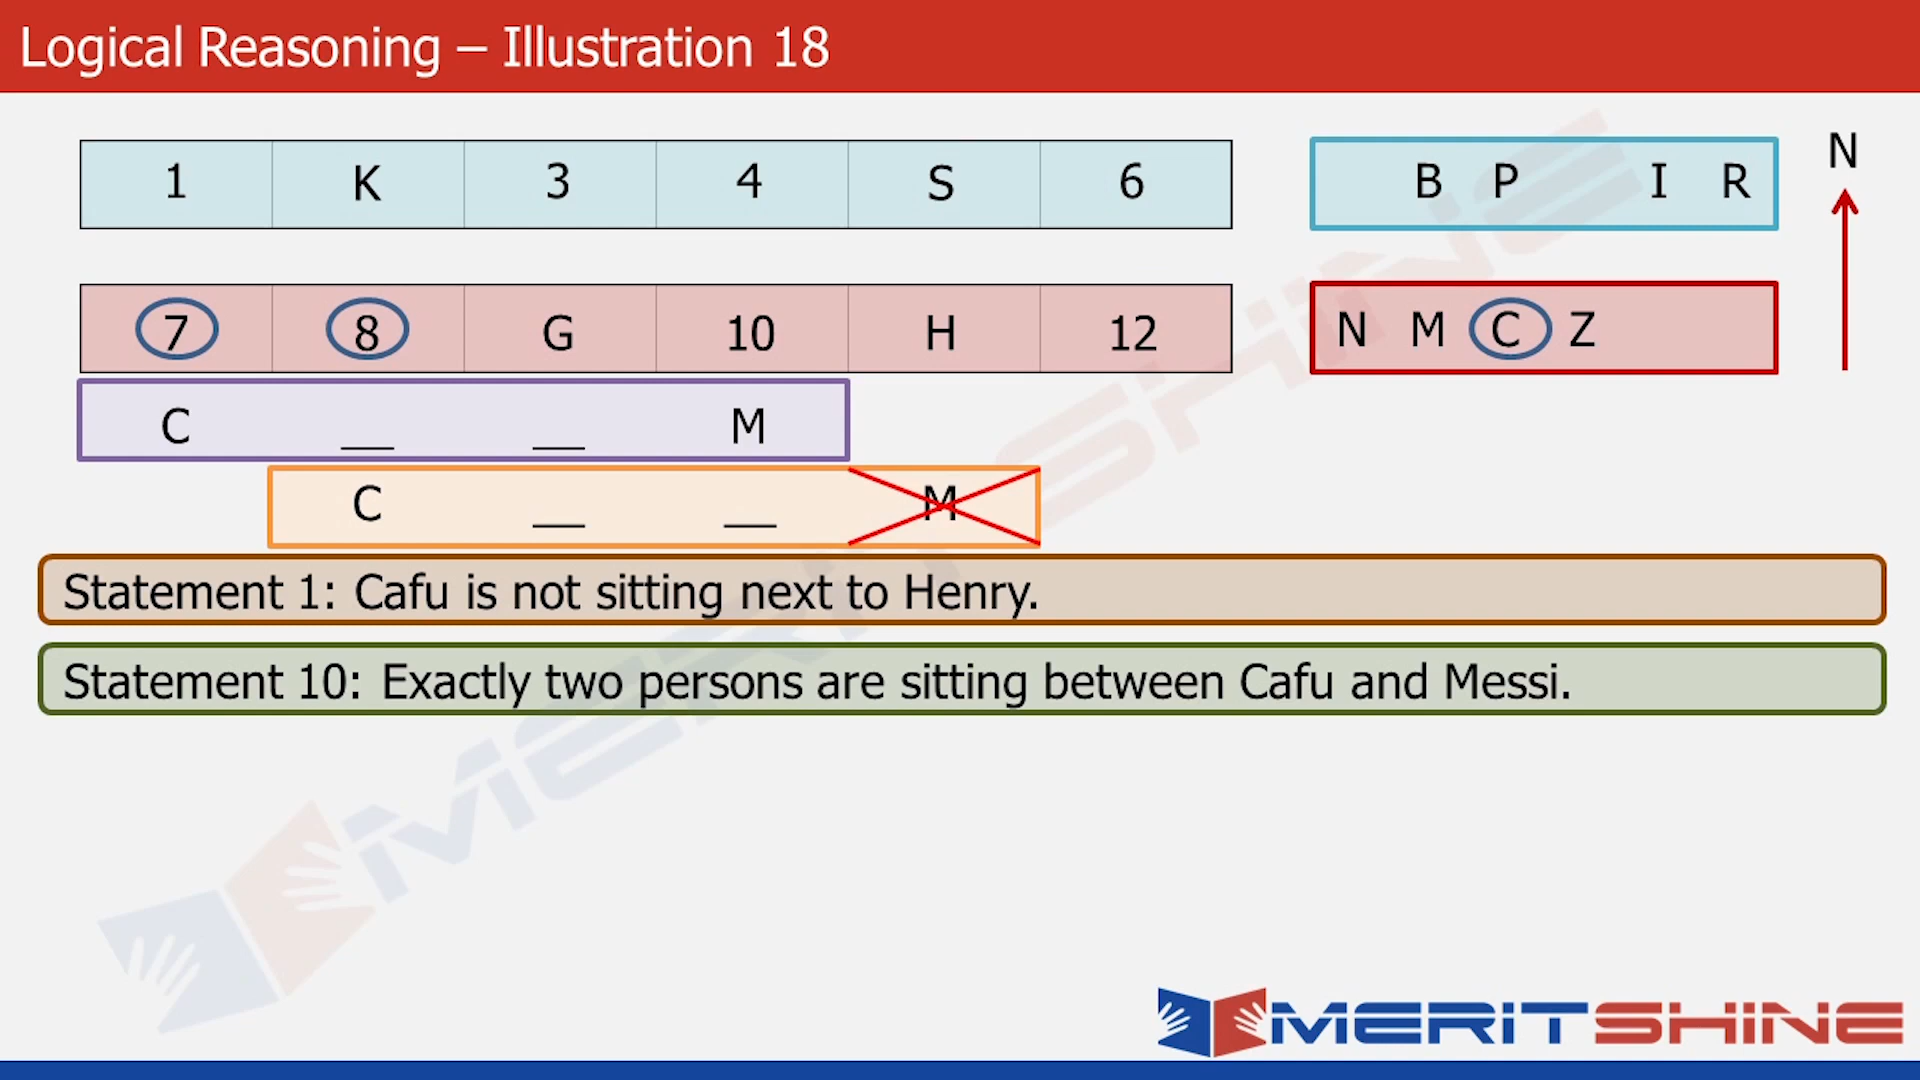 Logical Reasoning – Illustration 18
1 K 3 4 S 6 B P I R N
7 8 G 10 H 12 N M C Z
C __ __ M
C __ __ M
Statement 1: Cafu is not sitting next to Henry.
Statement 10: Exactly two persons are sitting between Cafu and Messi.
MERITSHINE
MERITSHINE